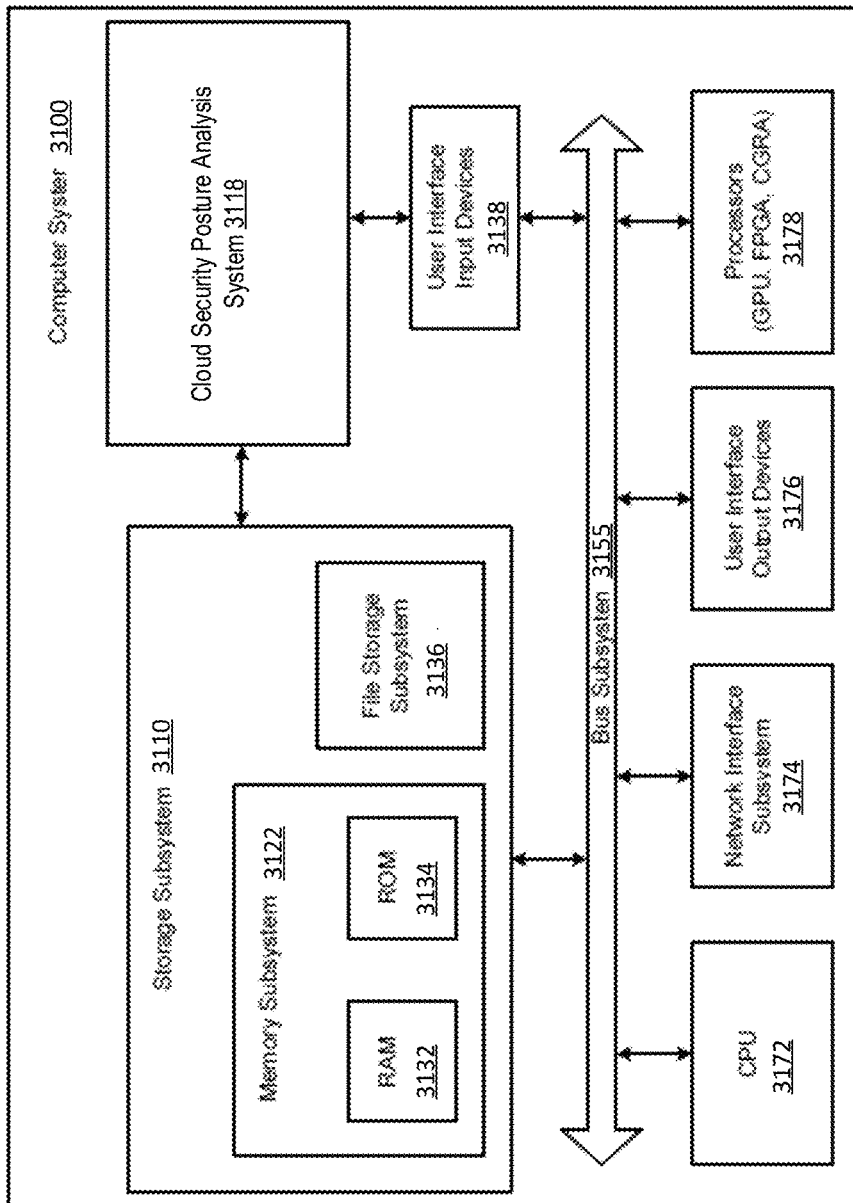 Computer Syster 3100
Cloud Security Posture Analysis
System 3118
Storage Subsystem 3110
Memory Subsystem 3122
RAM
3132
ROM
3134
File Storage
Subsystem
3136
User Interface
Input Devices
3138
Bus Subsysten 3155
CPU
3172
Network Interface
Subsystem
3174
User Interface
Output Devices
3176
Processors
(GPU, FPGA, CGRA)
3178